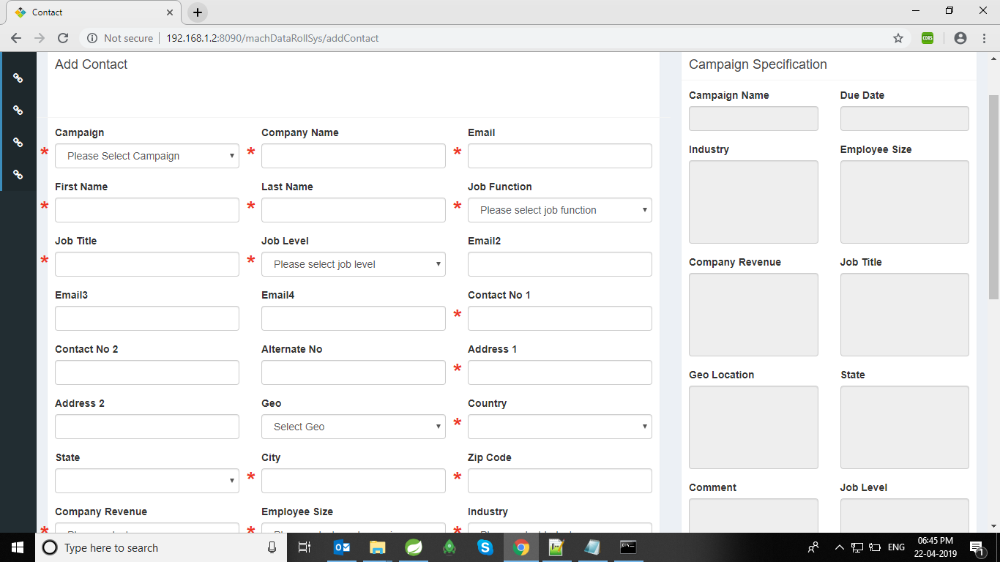 Contact
Not secure
192.168.1.2:8090/machDataRollSys/addContact
CORS
Add Contact
Campaign Specification
Campaign Name Due Date
Campaign Company Name Email
* Please Select Campaign * *
Industry Employee Size
First Name Last Name Job Function
* * * Please select job function
Job Title Job Level Email2
* * Please select job level
Company Revenue Job Title
Email3 Email4 Contact No 1
*
Contact No 2 Alternate No Address 1
*
Geo Location State
Address 2 Geo Country
Select Geo *
State City Zip Code
* *
Comment Job Level
Company Revenue Employee Size Industry
* * *
Type here to search
ENG
06:45 PM
22-04-2019
1